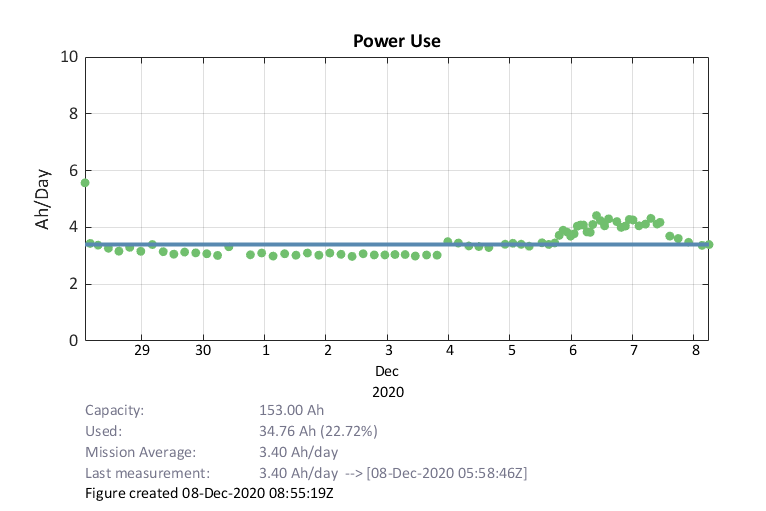 Power Use
10
8
6
4
2
0
Ah/Day
29 30 1 2 3 4 5 6 7 8
Dec
2020
Capacity: 153.00 Ah
Used: 34.76 Ah (22.72%)
Mission Average: 3.40 Ah/day
Last measurement: 3.40 Ah/day --> [08-Dec-2020 05:58:46Z]
Figure created 08-Dec-2020 08:55:19Z